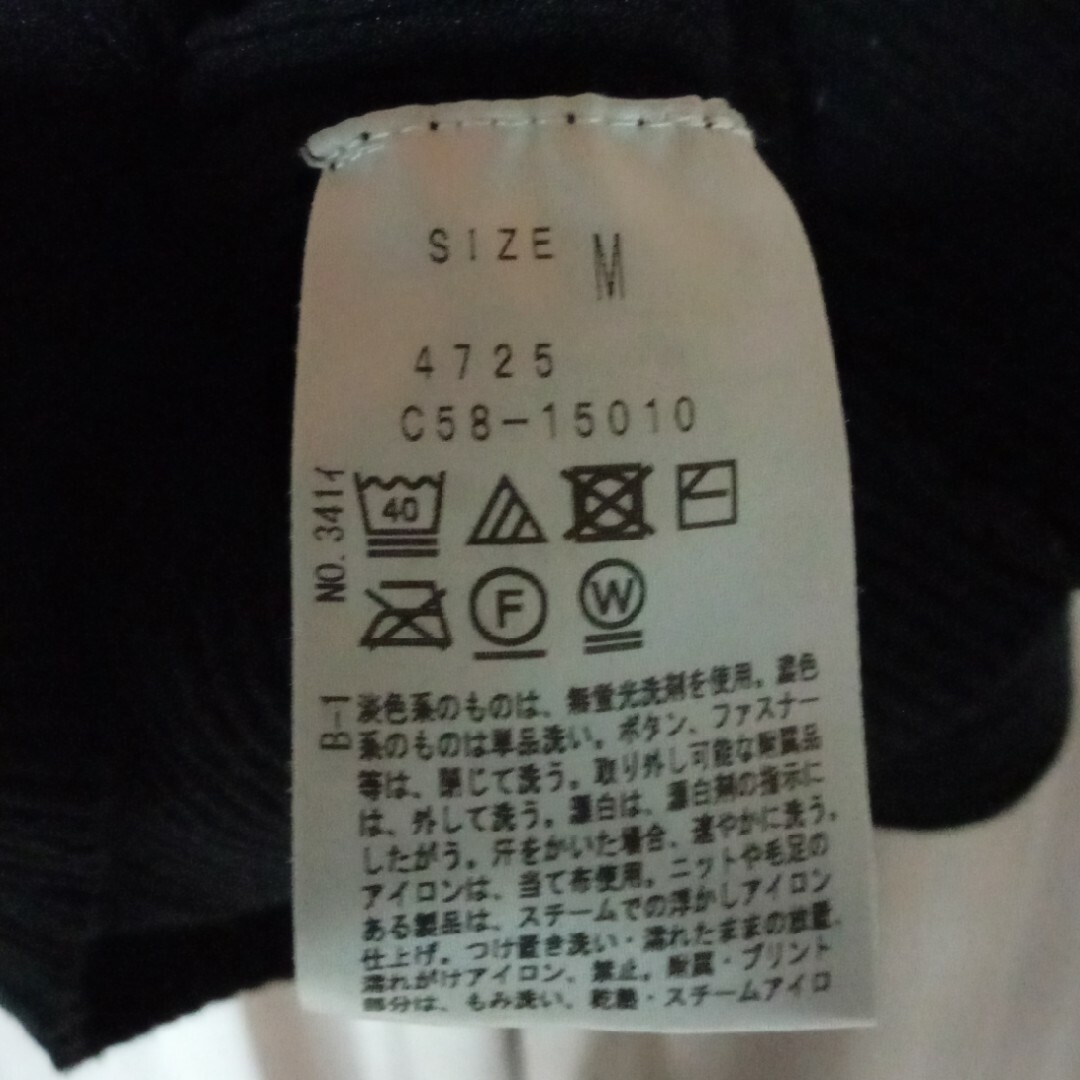 SIZE M
4725
C58-15010
NO.341イ
40
F
W
B-1
淡色系のものは、無蛍光洗剤を使用。濃色
系のものは単品洗い。ボタン、ファスナー
等は、閉じて洗う。取り外し可能な附属品
は、外して洗う。漂白は、漂白剤の指示に
したがう。汗をかいた場合、速やかに洗う。
アイロンは、当て布使用。ニットや毛足の
ある製品は、スチームでの浮かしアイロン
仕上げ。つけ置き洗い・濡れたままの放置、
濡れがけアイロン、禁止。附属・プリント
部分は、もみ洗い、乾熱・スチームアイロ